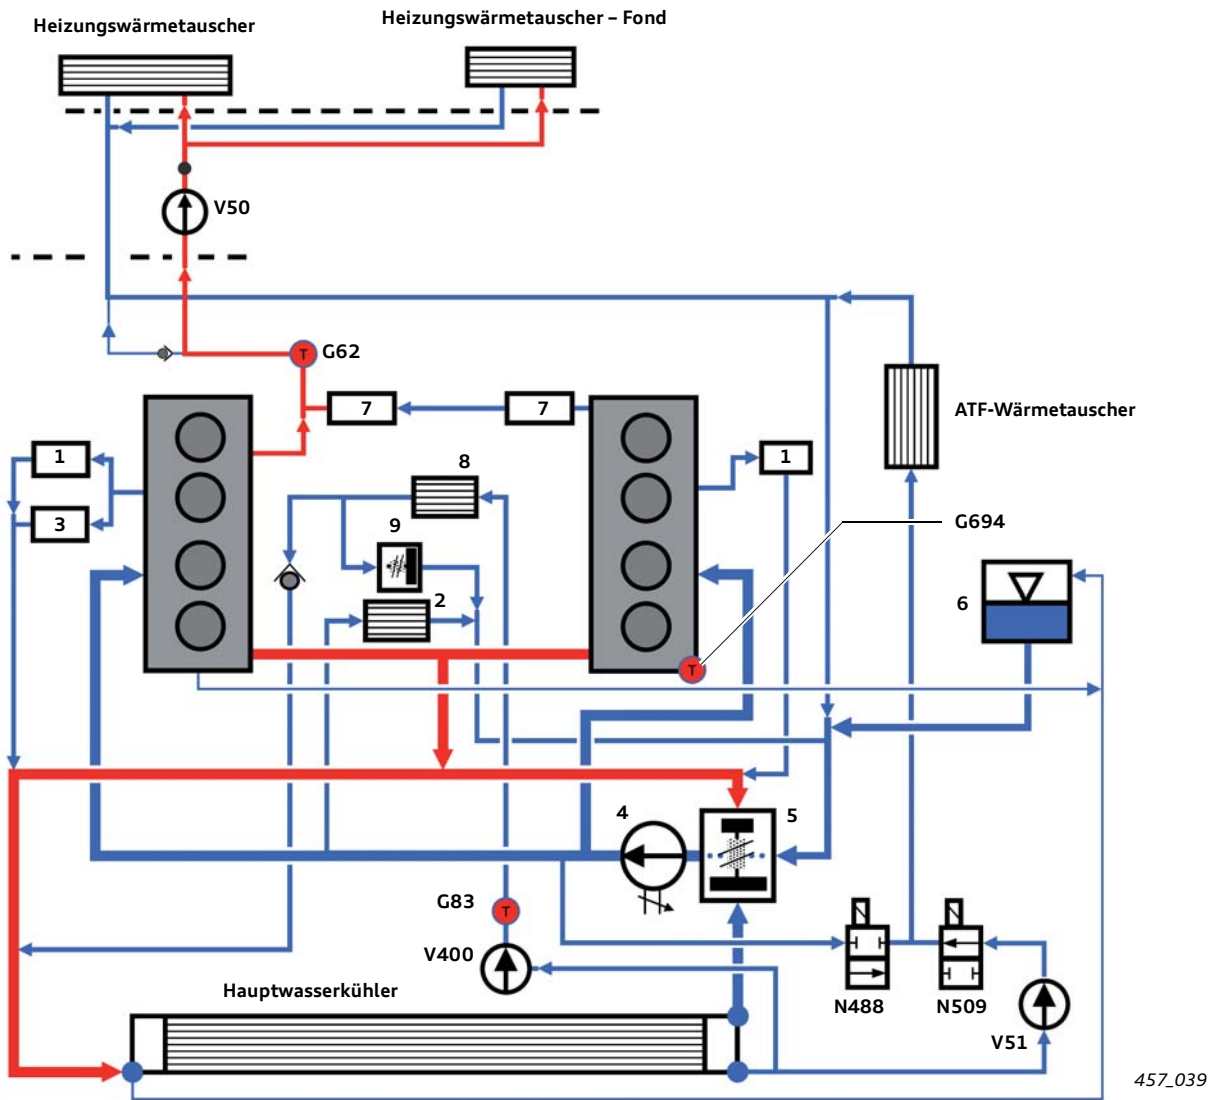 Heizungswärmetauscher
Heizungswärmetauscher – Fond
V50
T
G62
7
7
ATF-Wärmetauscher
1
8
1
3
9
G694
2
6
T
4
5
G83
T
V400
N488
N509
Hauptwasserkühler
V51
457_039